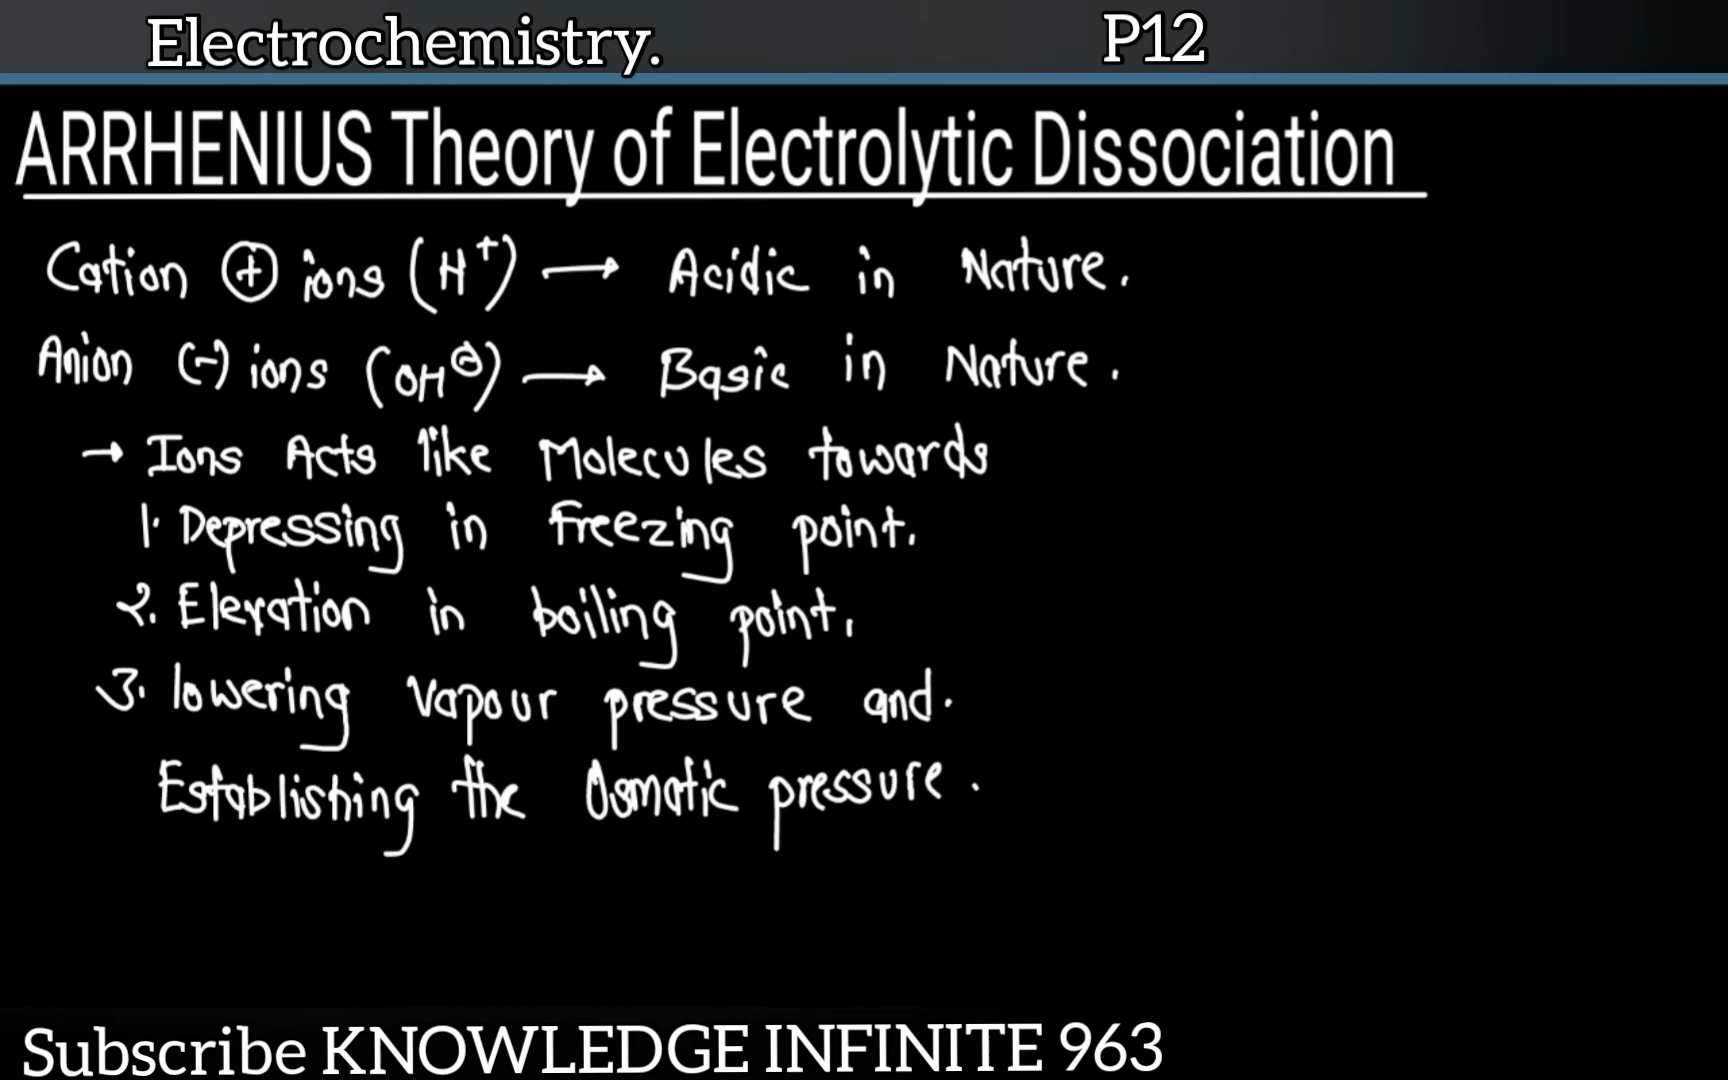 Electrochemistry. P12
ARRHENIUS Theory of Electrolytic Dissociation
Cation ⊕ ions (H⁺) → Acidic in Nature.
Anion (-) ions (OH⊖) → Basic in Nature.
→ Ions Acts like Molecules towards
1. Depressing in freezing point.
2. Elevation in boiling point.
3. lowering vapour pressure and.
Establishing the Osmatic pressure.
Subscribe KNOWLEDGE INFINITE 963